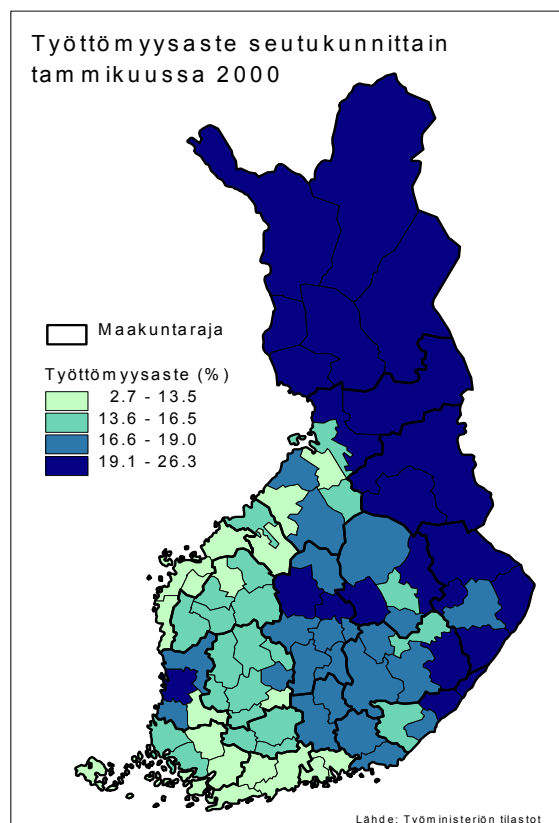 Työttömyysaste seutukunnittain
tammikuussa 2000
Maakuntaraja
Työttömyysaste (%)
2.7 - 13.5
13.6 - 16.5
16.6 - 19.0
19.1 - 26.3
Lähde: Työministeriön tilastot